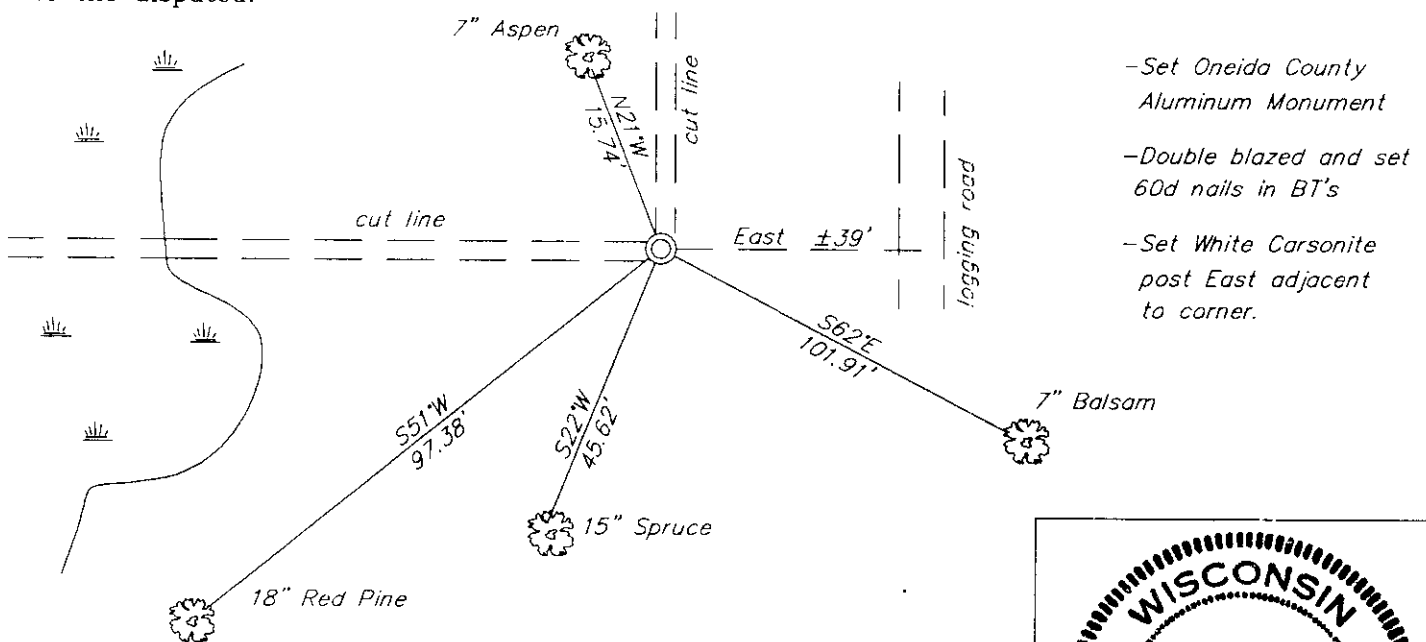 7" Aspen
cut line
N21°W
15.74'
cut line
East ±39'
logging road
-Set Oneida County
Aluminum Monument
-Double blazed and set
60d nails in BT's
-Set White Carsonite
post East adjacent
to corner.
S62°E
101.91'
7" Balsam
S51°W
97.38'
S22°W
45.62'
15" Spruce
18" Red Pine
WISCONSIN